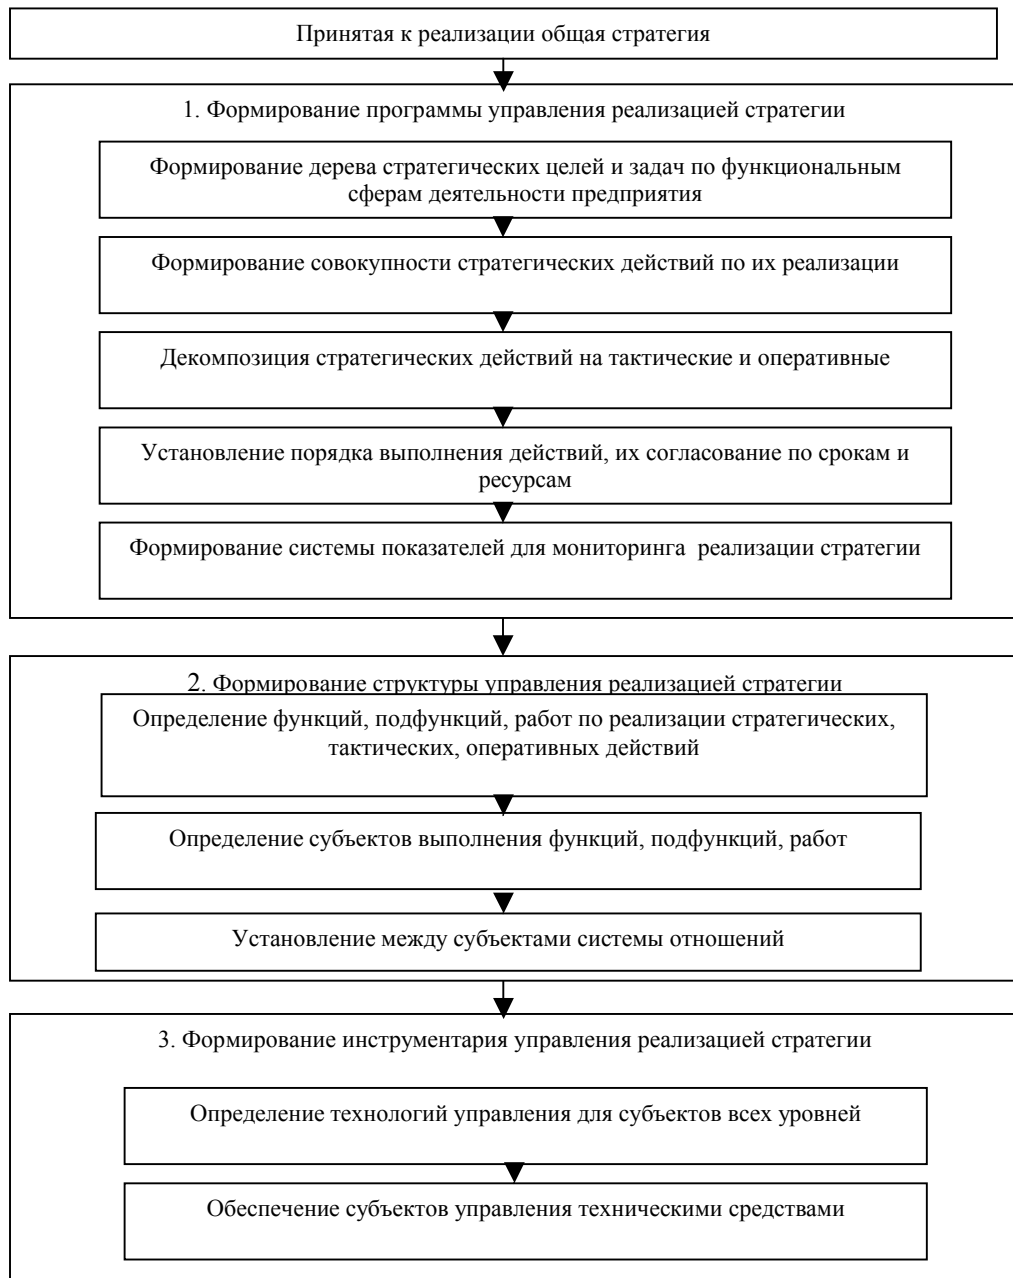 Принятая к реализации общая стратегия
1. Формирование программы управления реализацией стратегии
Формирование дерева стратегических целей и задач по функциональным
сферам деятельности предприятия
Формирование совокупности стратегических действий по их реализации
Декомпозиция стратегических действий на тактические и оперативные
Установление порядка выполнения действий, их согласование по срокам и
ресурсам
Формирование системы показателей для мониторинга реализации стратегии
2. Формирование структуры управления реализацией стратегии
Определение функций, подфункций, работ по реализации стратегических,
тактических, оперативных действий
Определение субъектов выполнения функций, подфункций, работ
Установление между субъектами системы отношений
3. Формирование инструментария управления реализацией стратегии
Определение технологий управления для субъектов всех уровней
Обеспечение субъектов управления техническими средствами